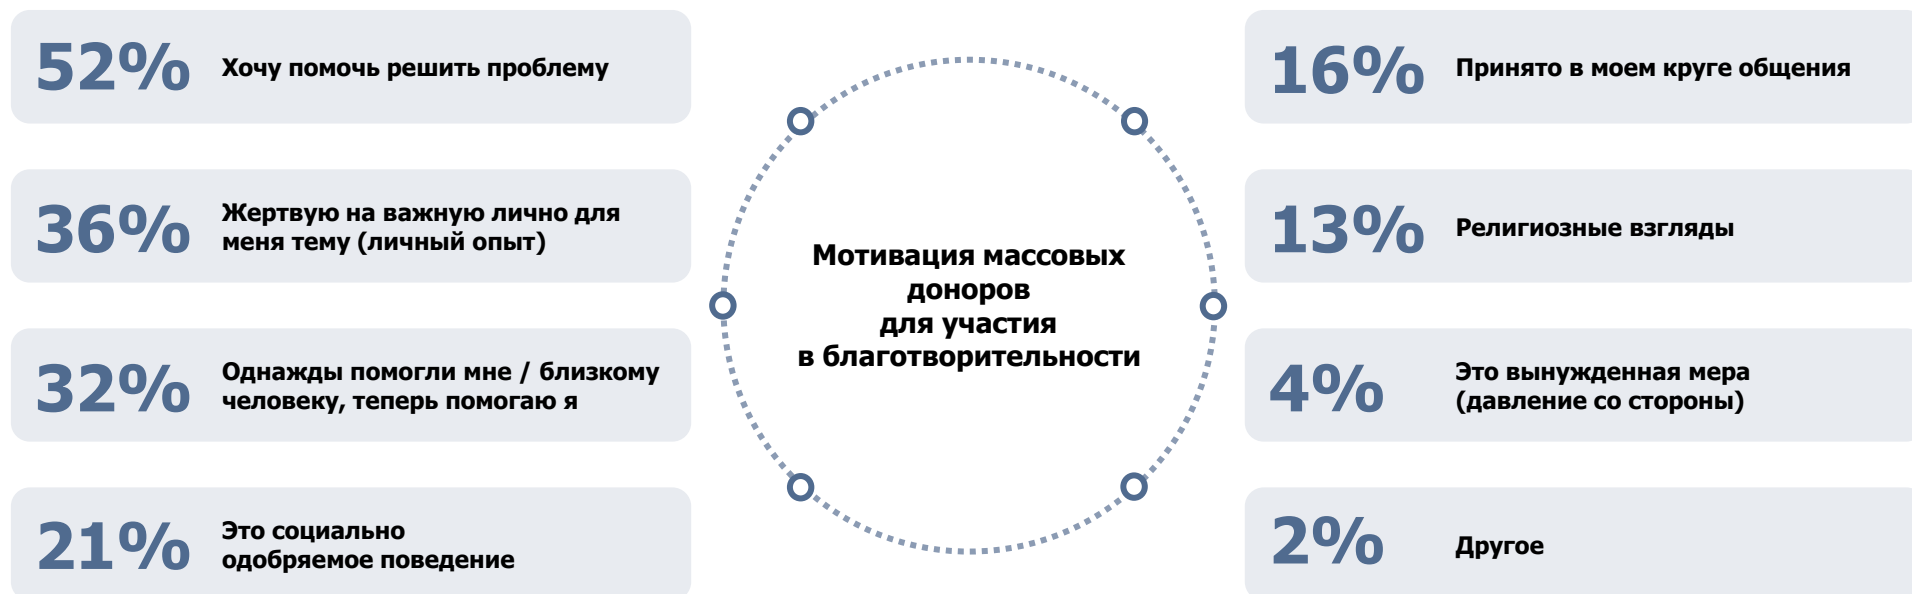 52%
Хочу помочь решить проблему
36%
Жертвую на важную лично для
меня тему (личный опыт)
32%
Однажды помогли мне / близкому
человеку, теперь помогаю я
21%
Это социально
одобряемое поведение
Мотивация массовых
доноров
для участия
в благотворительности
16%
Принято в моем круге общения
13%
Религиозные взгляды
4%
Это вынужденная мера
(давление со стороны)
2%
Другое